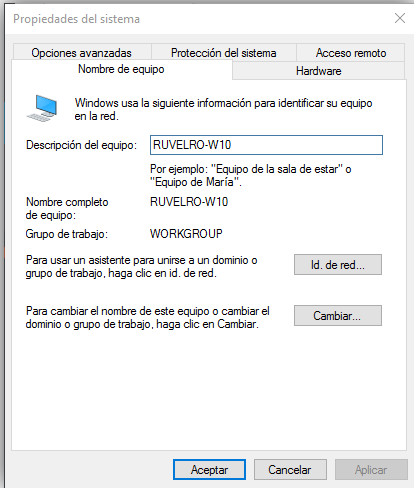 Propiedades del sistema
Opciones avanzadas Protección del sistema Acceso remoto
Nombre de equipo Hardware
Windows usa la siguiente información para identificar su equipo
en la red.
Descripción del equipo: RUVELRO-W10
Por ejemplo: "Equipo de la sala de estar" o
"Equipo de María".
Nombre completo
de equipo: RUVELRO-W10
Grupo de trabajo: WORKGROUP
Para usar un asistente para unirse a un dominio o
grupo de trabajo, haga clic en id. de red.
Id. de red...
Para cambiar el nombre de este equipo o cambiar el
dominio o grupo de trabajo, haga clic en Cambiar.
Cambiar...
Aceptar Cancelar Aplicar